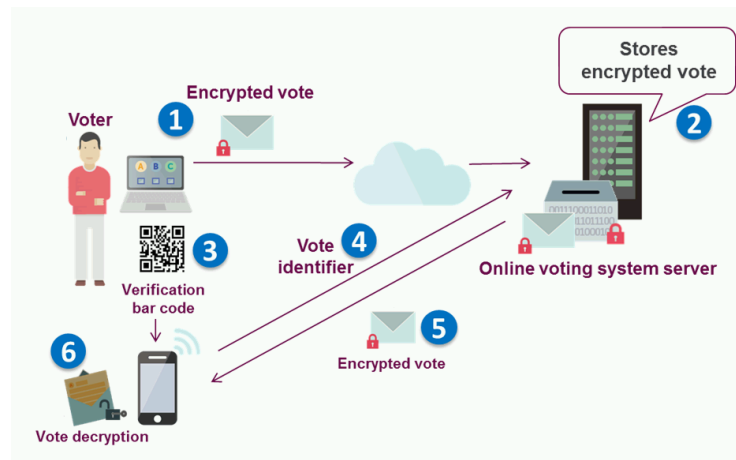 Stores
encrypted vote
Encrypted vote
1
2
Voter
A B C
3
Verification
bar code
Vote
identifier
4
Online voting system server
5
Encrypted vote
6
Vote decryption